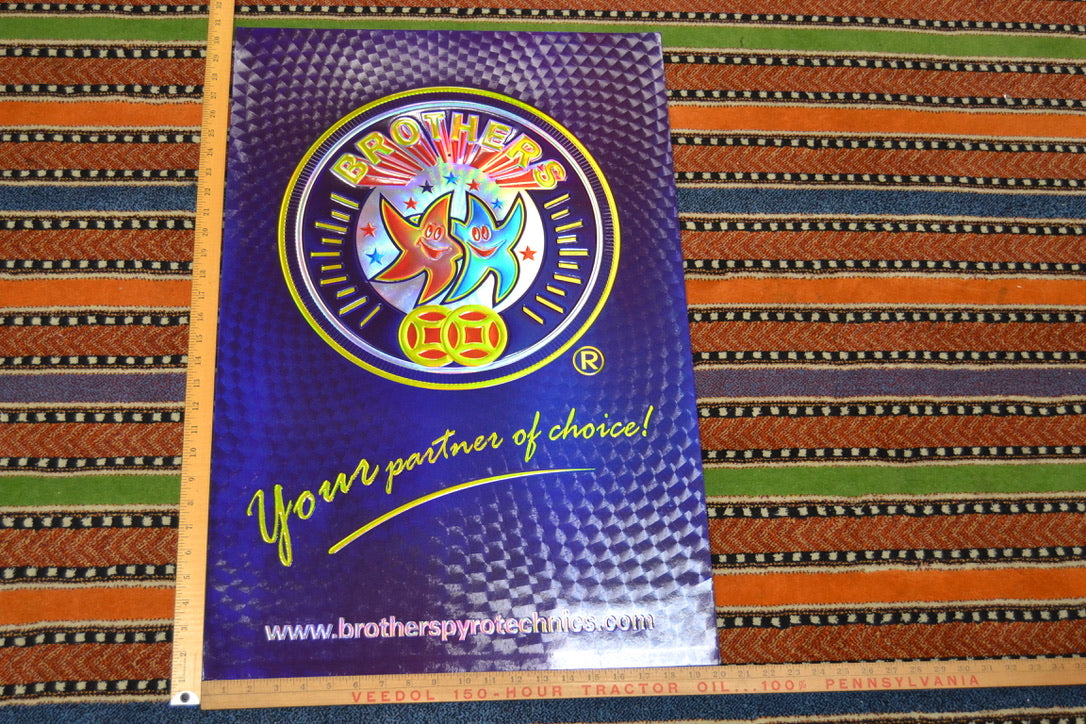 BROTHERS
®
Your partner of choice!
www.brotherspyrotechnics.com
VEEDOL 150-HOUR TRACTOR OIL...100% PENNSYLVANIA